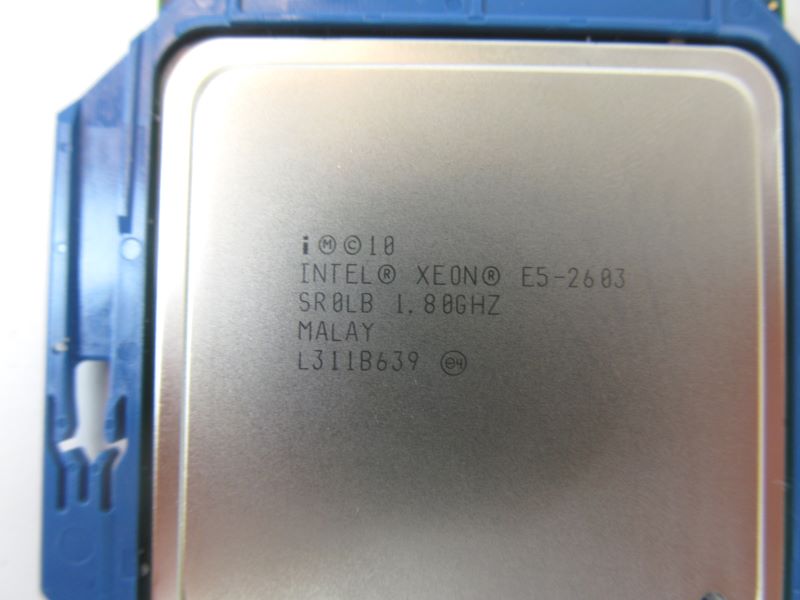 i Ⓜ © 10
INTEL® XEON® E5-2603
SR0LB 1.80GHZ
MALAY
L311B639 e4